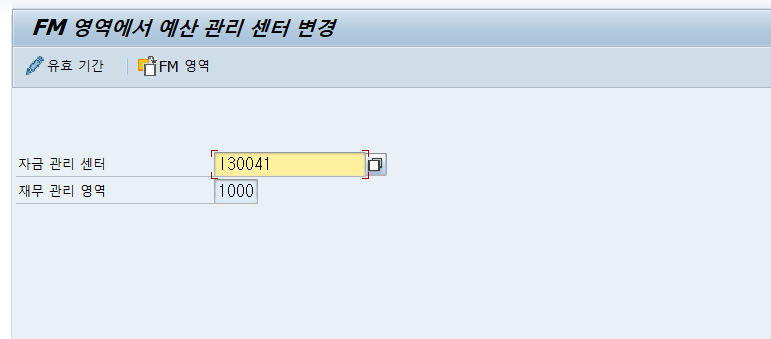 FM 영역에서 예산 관리 센터 변경
유효 기간 FM 영역
자금 관리 센터 I30041
재무 관리 영역 1000